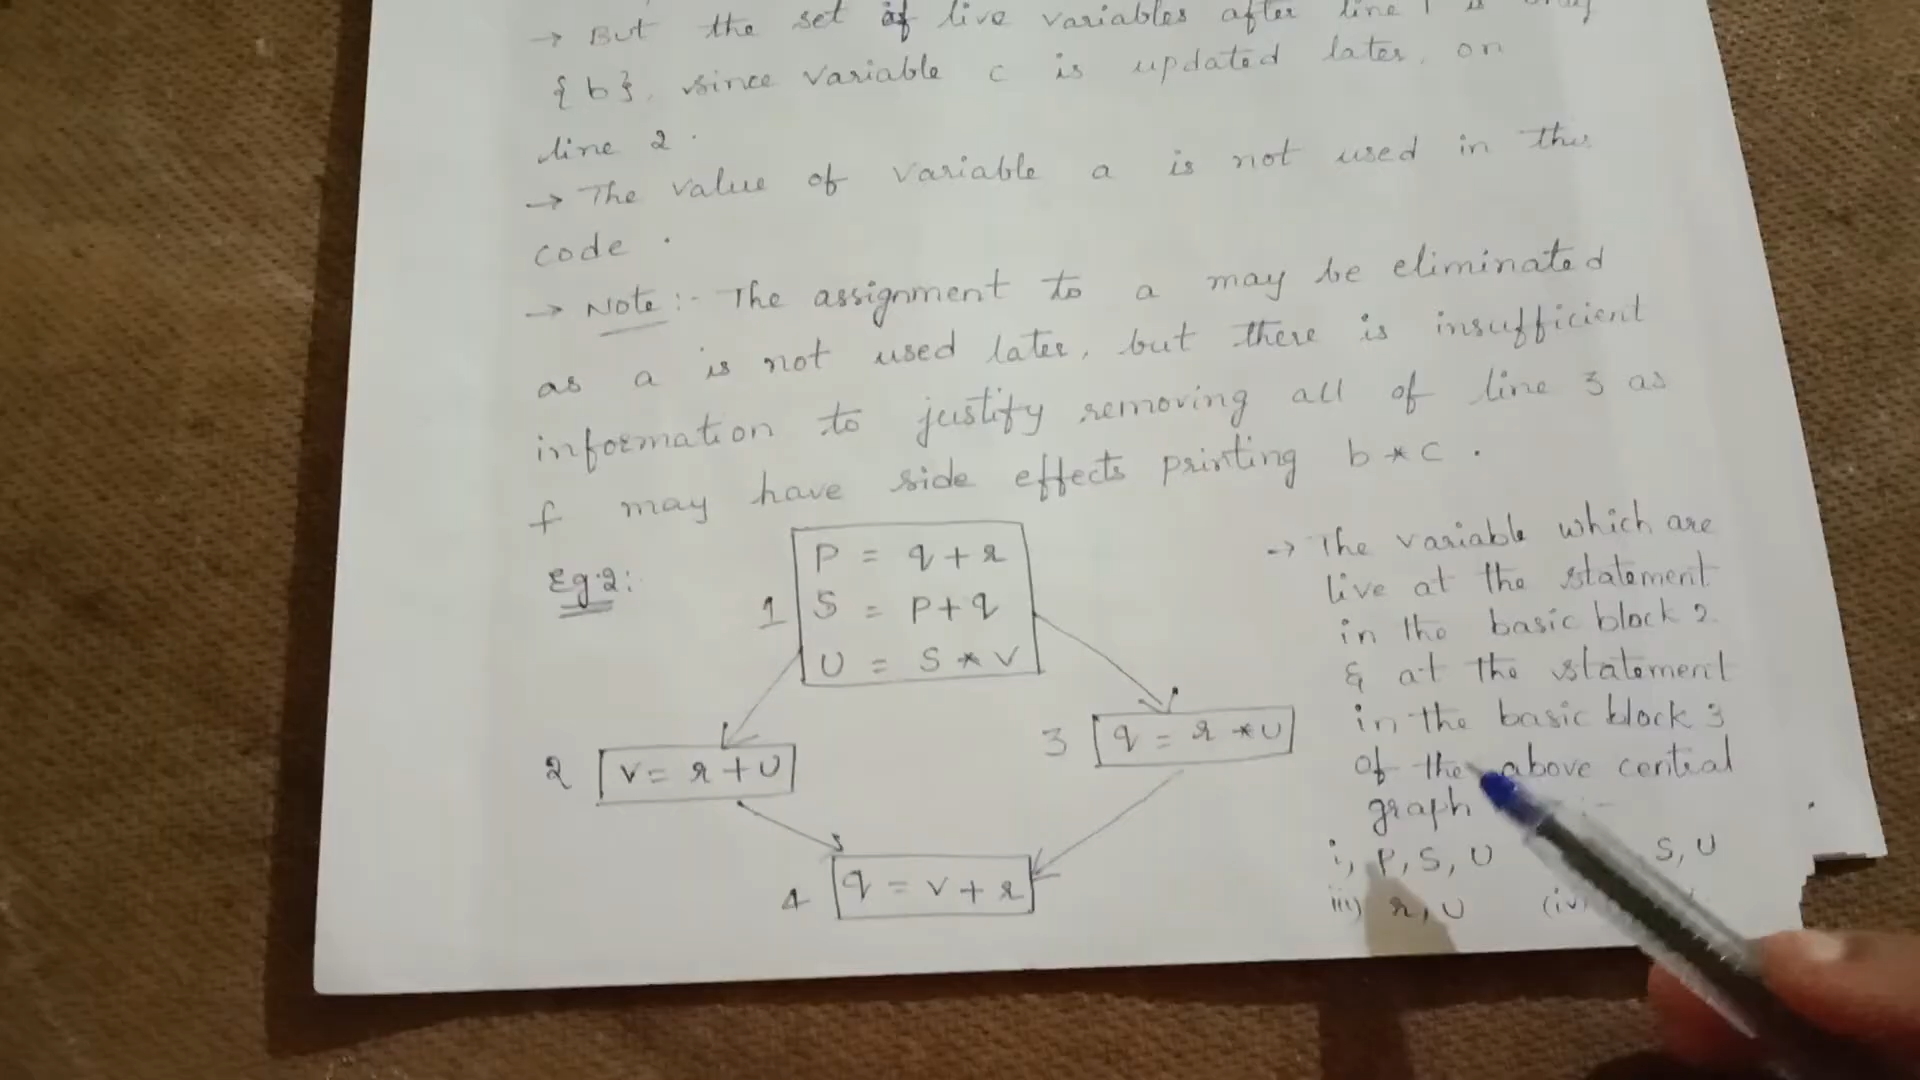 → But the set of live variables after line 1 is only
{b}, since variable c is updated later, on
line 2.
→ The value of variable a is not used in the
code.
→ Note:- The assignment to a may be eliminated
as a is not used later, but there is insufficient
information to justify removing all of line 3 as
f may have side effects printing b*c.
Eg.2:
1
P = q + r
S = P + q
U = S * V
2
V = r + U
3
q = r * U
4
q = V + r
→ The variable which are
live at the statement
in the basic block 2
& at the statement
in the basic block 3
of the above central
graph
i, P, S, U
S, U
iii) r, U
(iv)